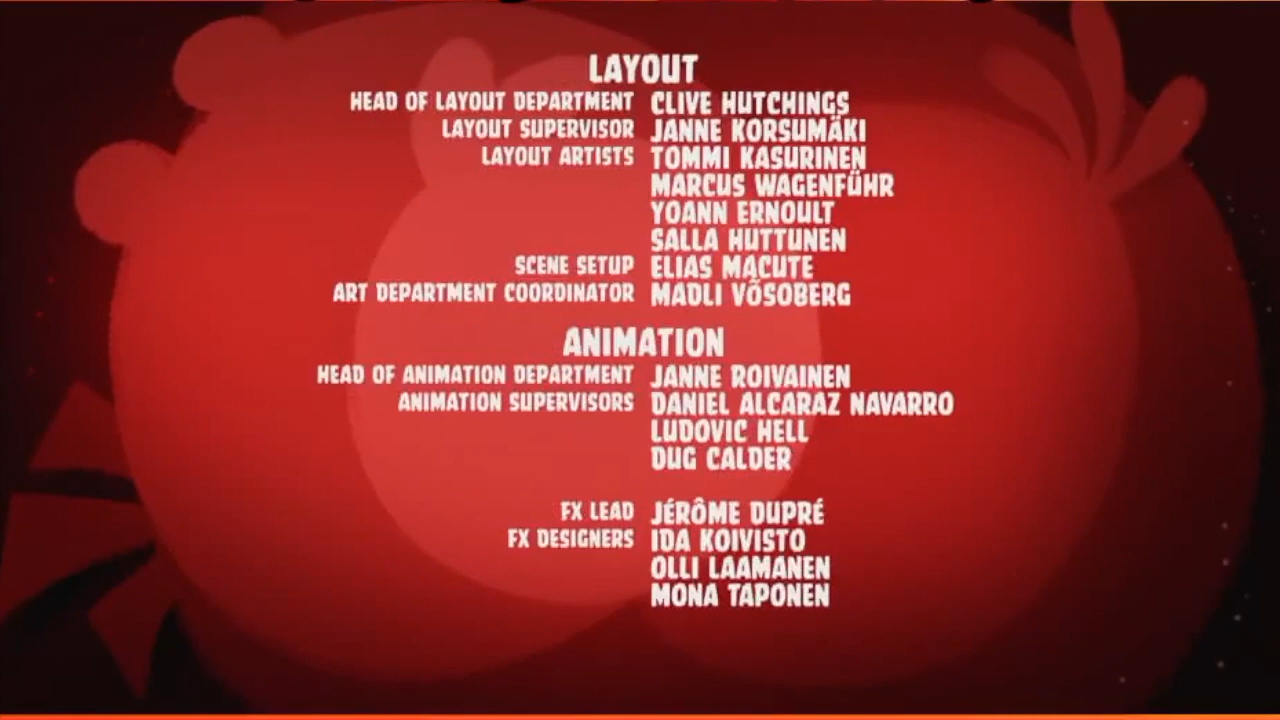 LAYOUT
HEAD OF LAYOUT DEPARTMENT CLIVE HUTCHINGS
LAYOUT SUPERVISOR JANNE KORSUMÄKI
LAYOUT ARTISTS TOMMI KASURINEN
MARCUS WAGENFÜHR
YOANN ERNOULT
SALLA HUTTUNEN
SCENE SETUP ELIAS MACUTE
ART DEPARTMENT COORDINATOR MADLI VÕSOBERG
ANIMATION
HEAD OF ANIMATION DEPARTMENT JANNE ROIVAINEN
ANIMATION SUPERVISORS DANIEL ALCARAZ NAVARRO
LUDOVIC HELL
DUG CALDER
FX LEAD JÉRÔME DUPRÉ
FX DESIGNERS IDA KOIVISTO
OLLI LAAMANEN
MONA TAPONEN